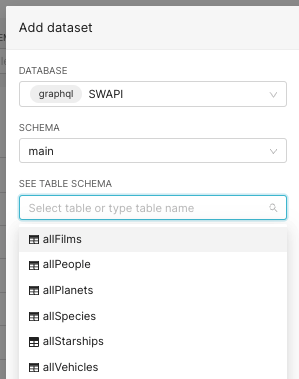 Add dataset
DATABASE
graphql SWAPI
SCHEMA
main
SEE TABLE SCHEMA
Select table or type table name
allFilms
allPeople
allPlanets
allSpecies
allStarships
allVehicles